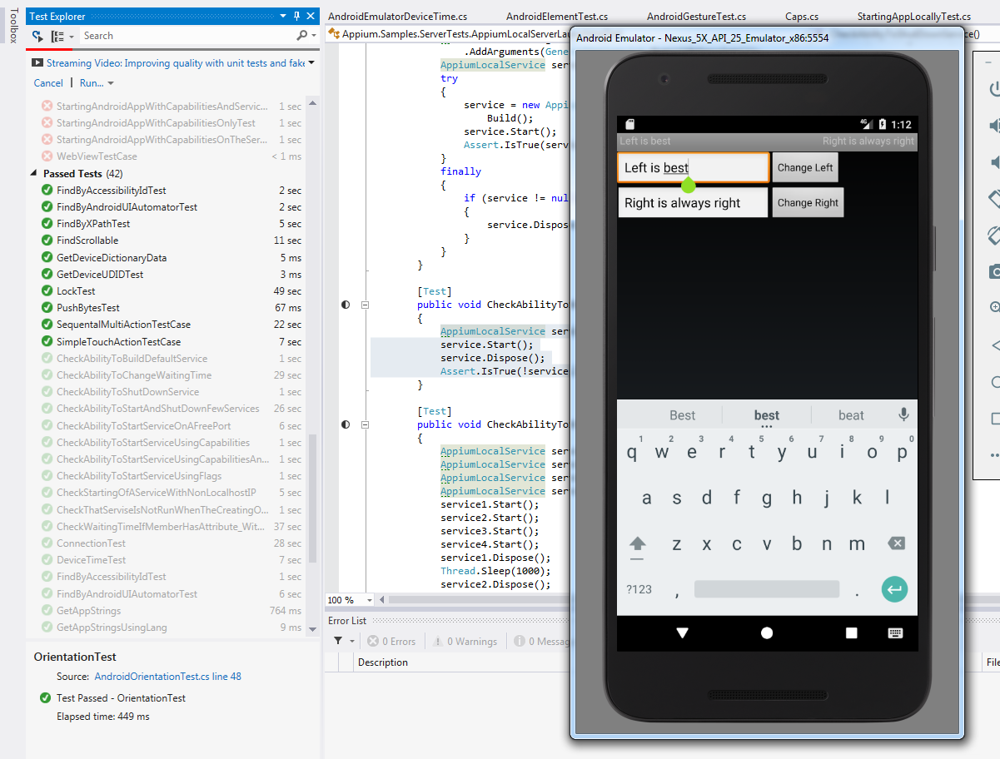 Toolbox
Test Explorer
Search
Streaming Video: Improving quality with unit tests and fake
Cancel | Run...
StartingAndroidAppWithCapabilitiesAndServic... 1 sec
StartingAndroidAppWithCapabilitiesOnlyTest 1 sec
StartingAndroidAppWithCapabilitiesOnTheSer... 1 sec
WebViewTestCase < 1 ms
Passed Tests (42)
FindByAccessibilityIdTest 2 sec
FindByAndroidUIAutomatorTest 2 sec
FindByXPathTest 5 sec
FindScrollable 11 sec
GetDeviceDictionaryData 5 ms
GetDeviceUDIDTest 3 ms
LockTest 49 sec
PushBytesTest 67 ms
SequentalMultiActionTestCase 22 sec
SimpleTouchActionTestCase 7 sec
CheckAbilityToBuildDefaultService 1 sec
CheckAbilityToChangeWaitingTime 29 sec
CheckAbilityToShutDownService 1 sec
CheckAbilityToStartAndShutDownFewServices 26 sec
CheckAbilityToStartServiceOnAFreePort 6 sec
CheckAbilityToStartServiceUsingCapabilities 1 sec
CheckAbilityToStartServiceUsingCapabilitiesAn... 1 sec
CheckAbilityToStartServiceUsingFlags 1 sec
CheckStartingOfAServiceWithNonLocalhostIP 5 sec
CheckThatServiseIsNotRunWhenTheCreatingO... 1 sec
CheckWaitingTimeIfMemberHasAttribute_Wit... 37 sec
ConnectionTest 28 sec
DeviceTimeTest 7 sec
FindByAccessibilityIdTest 1 sec
FindByAndroidUIAutomatorTest 6 sec
GetAppStrings 764 ms
GetAppStringsUsingLang 9 ms
OrientationTest
Source: AndroidOrientationTest.cs line 48
Test Passed - OrientationTest
Elapsed time: 449 ms
AndroidEmulatorDeviceTime.cs AndroidElementTest.cs AndroidGestureTest.cs Caps.cs StartingAppLocallyTest.cs
Appium.Samples.ServerTests.AppiumLocalServerLau
.AddArguments(Gene
AppiumLocalService ser
try
{
service = new Appi
Build();
service.Start();
Assert.IsTrue(serv
}
finally
{
if (service != nul
{
service.Dispos
}
}
}
[Test]
public void CheckAbilityTo
{
AppiumLocalService ser
service.Start();
service.Dispose();
Assert.IsTrue(!service
}
[Test]
public void CheckAbilityTo
{
AppiumLocalService ser
AppiumLocalService ser
AppiumLocalService ser
AppiumLocalService ser
service1.Start();
service2.Start();
service3.Start();
service4.Start();
service1.Dispose();
Thread.Sleep(1000);
service2.Dispose();
100 %
Error List
0 Errors 0 Warnings 0 Messag
Description File
Android Emulator - Nexus_5X_API_25_Emulator_x86:5554
4G 1:12
Left is best Right is always right
Left is best Change Left
Right is always right Change Right
Best best beat
1 2 3 4 5 6 7 8 9 0
q w e r t y u i o p
a s d f g h j k l
z x c v b n m
?123 , .